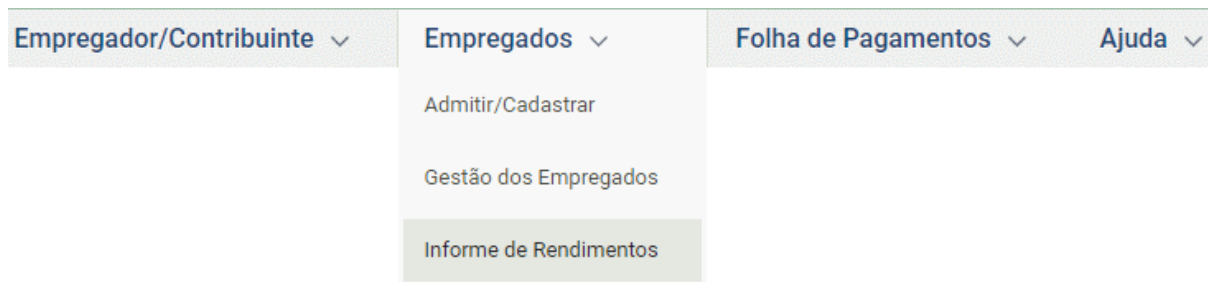 Empregador/Contribuinte Empregados Folha de Pagamentos Ajuda
Admitir/Cadastrar
Gestão dos Empregados
Informe de Rendimentos